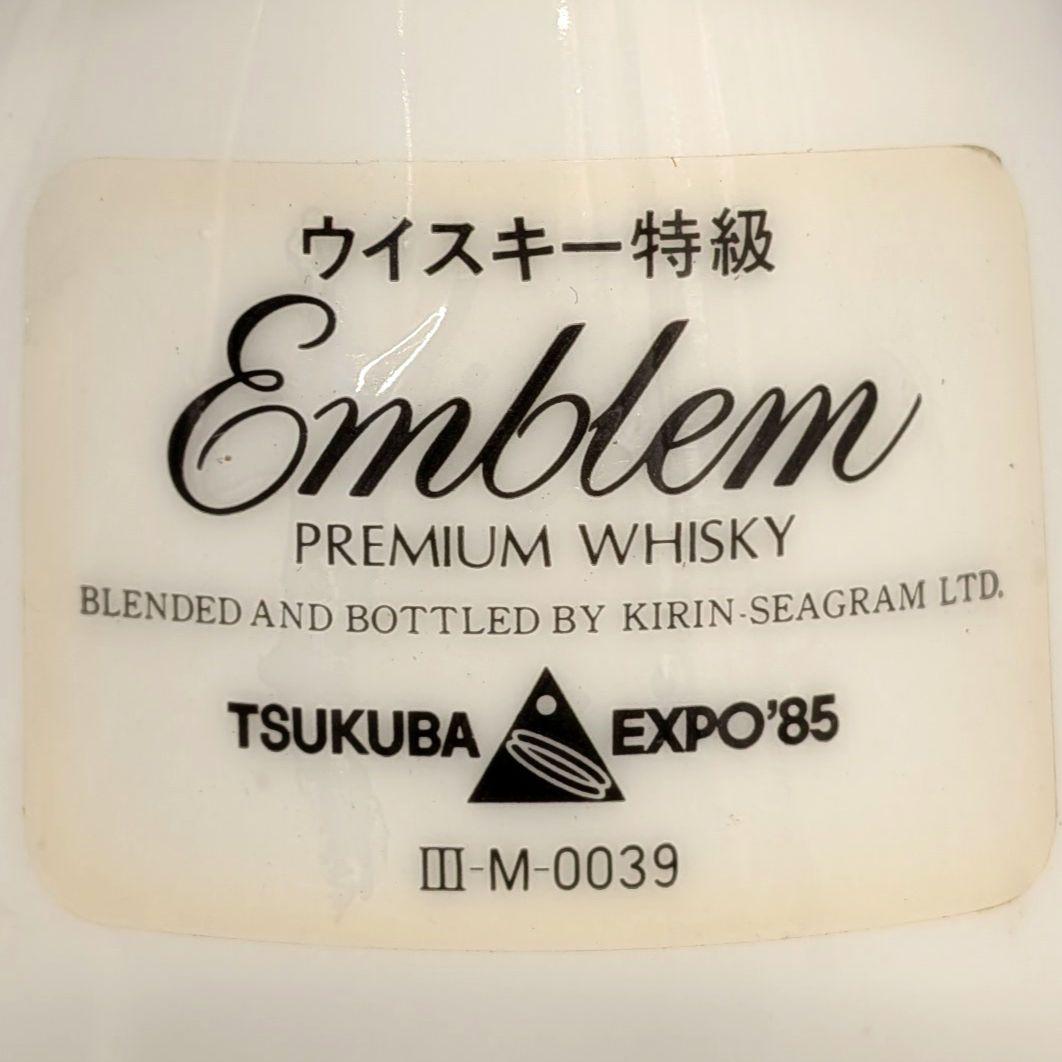 ウイスキー特級
Emblem
PREMIUM WHISKY
BLENDED AND BOTTLED BY KIRIN-SEAGRAM LTD.
TSUKUBA EXPO'85
III-M-0039